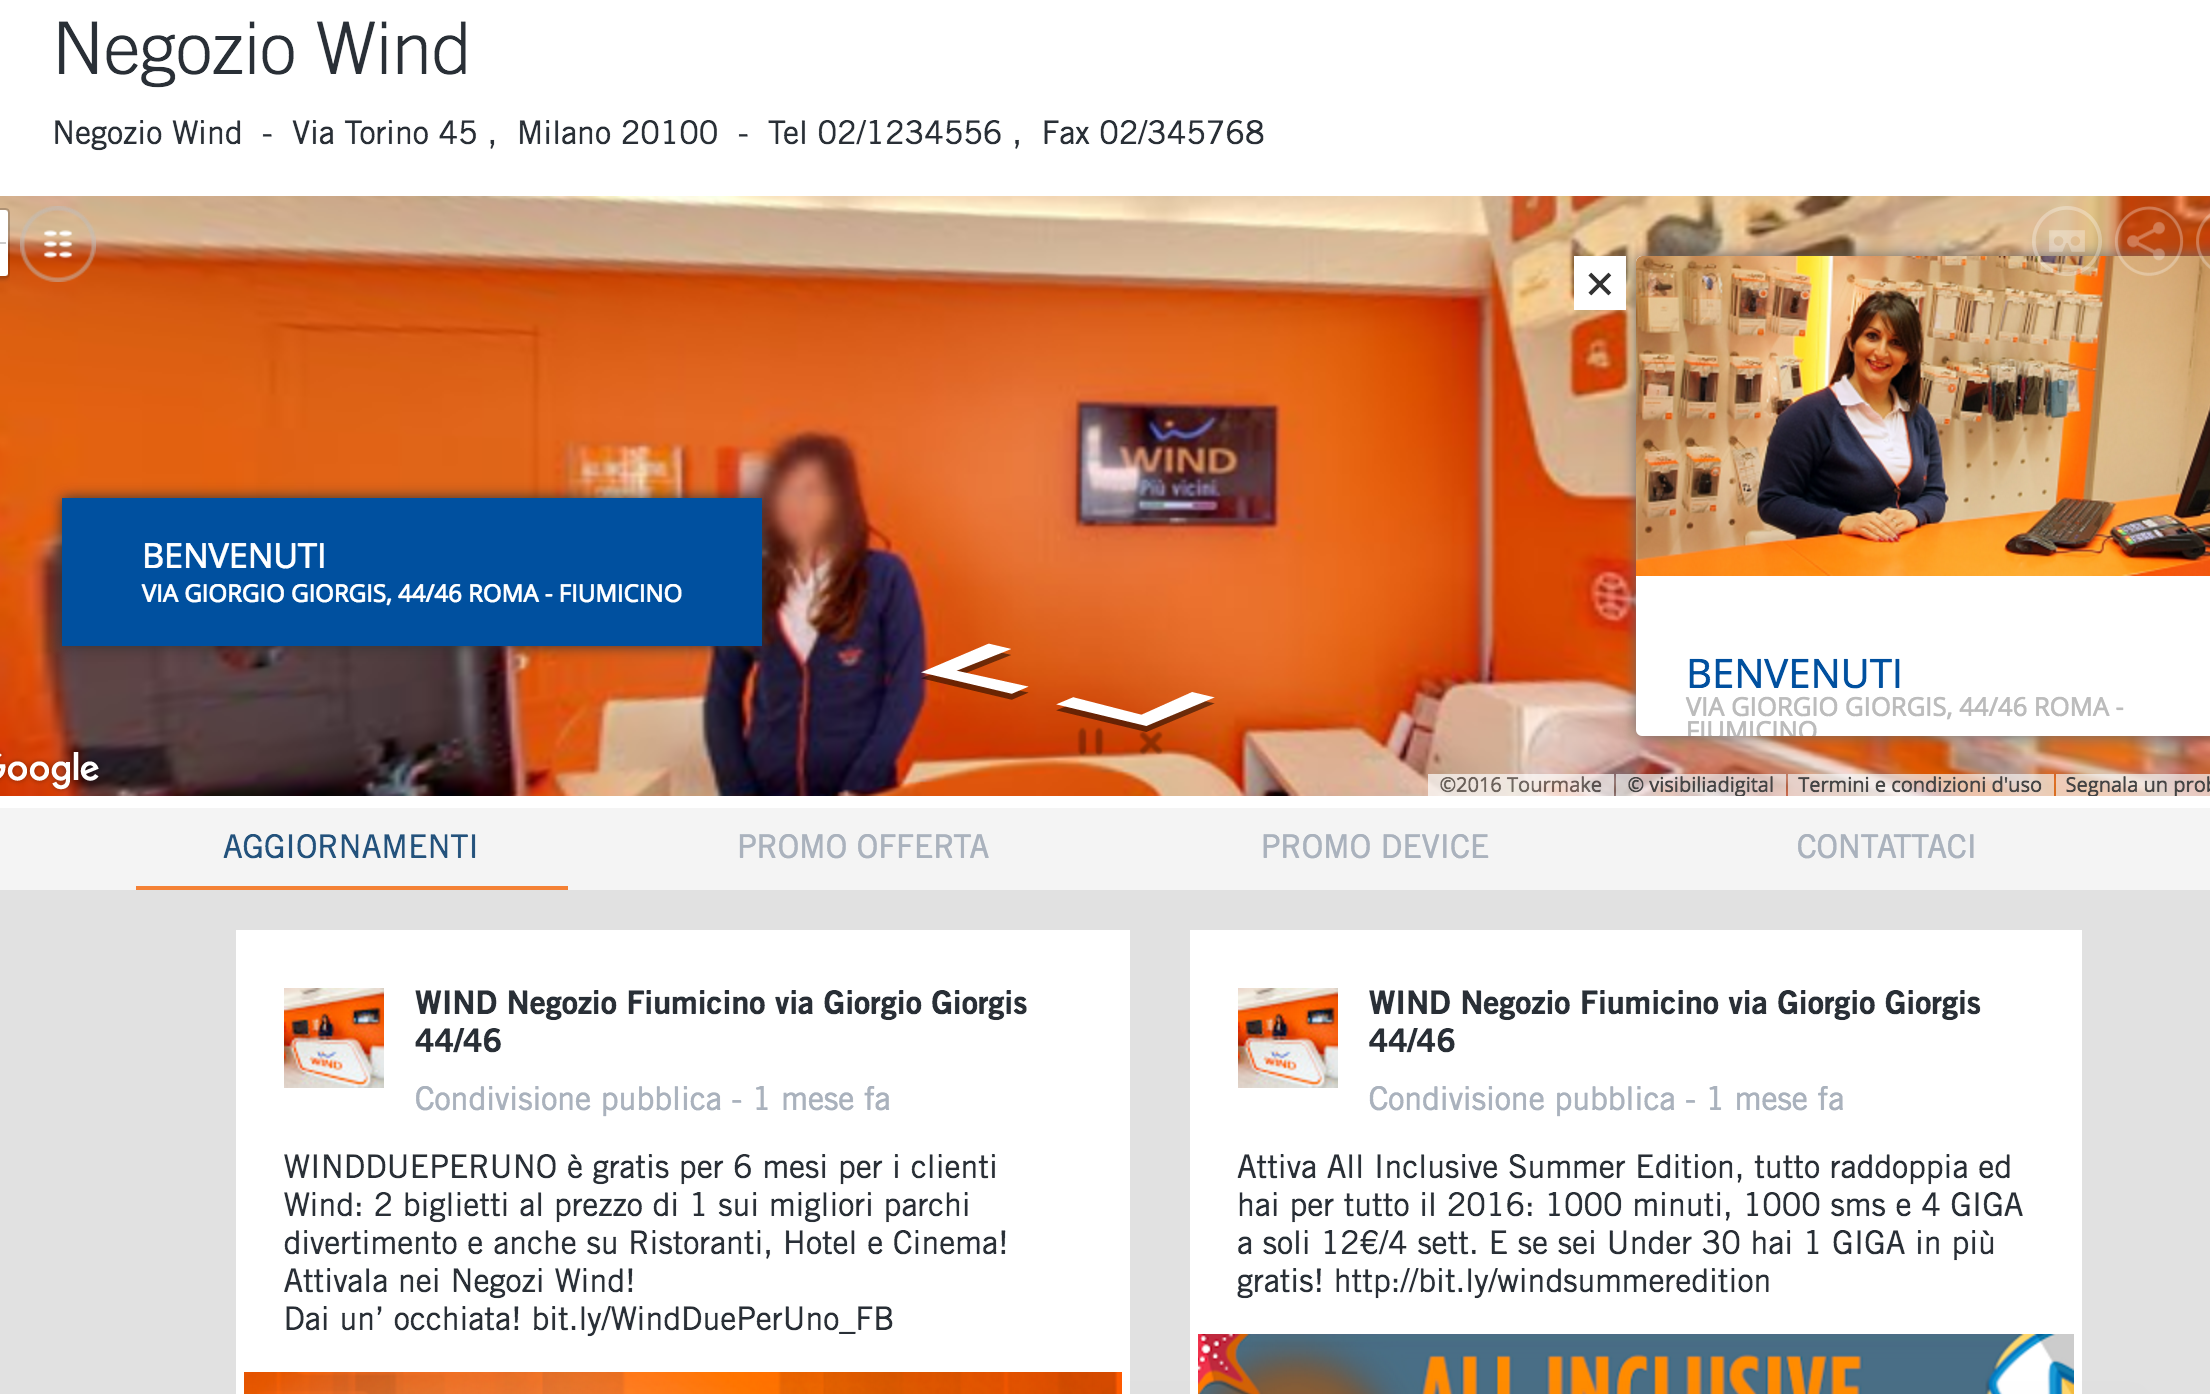 Negozio Wind
Negozio Wind - Via Torino 45 , Milano 20100 - Tel 02/1234556 , Fax 02/345768
WIND
Più vicini.
BENVENUTI
VIA GIORGIO GIORGIS, 44/46 ROMA - FIUMICINO
BENVENUTI
VIA GIORGIO GIORGIS, 44/46 ROMA -
FIUMICINO
Google
©2016 Tourmake | © visibiliadigital | Termini e condizioni d'uso | Segnala un prob
AGGIORNAMENTI PROMO OFFERTA PROMO DEVICE CONTATTACI
WIND Negozio Fiumicino via Giorgio Giorgis
44/46
Condivisione pubblica - 1 mese fa
WINDDUEPERUNO è gratis per 6 mesi per i clienti
Wind: 2 biglietti al prezzo di 1 sui migliori parchi
divertimento e anche su Ristoranti, Hotel e Cinema!
Attivala nei Negozi Wind!
Dai un’ occhiata! bit.ly/WindDuePerUno_FB
WIND Negozio Fiumicino via Giorgio Giorgis
44/46
Condivisione pubblica - 1 mese fa
Attiva All Inclusive Summer Edition, tutto raddoppia ed
hai per tutto il 2016: 1000 minuti, 1000 sms e 4 GIGA
a soli 12€/4 sett. E se sei Under 30 hai 1 GIGA in più
gratis! http://bit.ly/windsummeredition
ALL INCLUSIVE